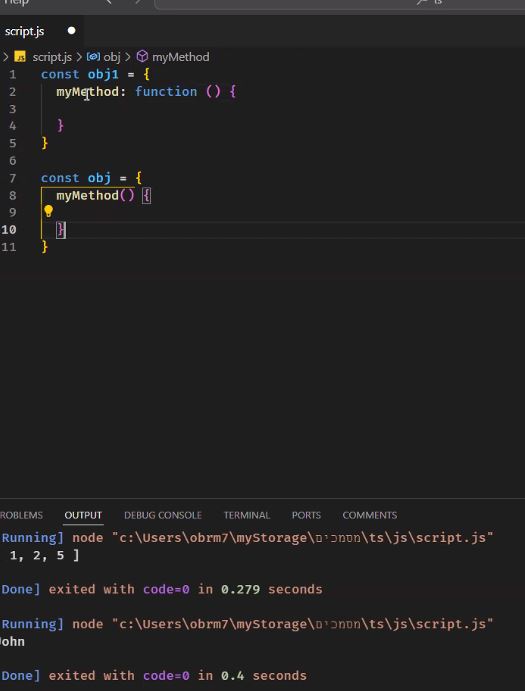 Help
script.js
script.js > obj > myMethod
1 const obj1 = {
2 myMethod: function () {
3
4 }
5 }
6
7 const obj = {
8 myMethod() {
9
10 }
11 }
ROBLEMS OUTPUT DEBUG CONSOLE TERMINAL PORTS COMMENTS
Running] node "c:\Users\obrm7\myStorage\מסמכים\ts\js\script.js"
1, 2, 5 ]
Done] exited with code=0 in 0.279 seconds
Running] node "c:\Users\obrm7\myStorage\מסמכים\ts\js\script.js"
John
Done] exited with code=0 in 0.4 seconds